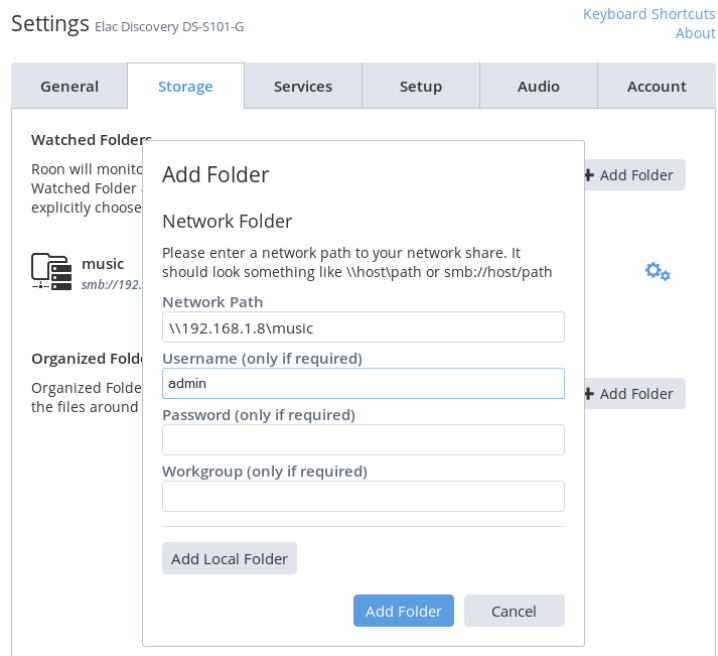 Settings Elac Discovery DS-S101-G
Keyboard Shortcuts
About
General Storage Services Setup Audio Account
Watched Folders
Roon will monito
Watched Folder
explicitly choose
+ Add Folder
music
smb://192.
Organized Folde
Organized Folde
the files around
+ Add Folder
Add Folder
Network Folder
Please enter a network path to your network share. It
should look something like \\host\path or smb://host/path
Network Path
\\192.168.1.8\music
Username (only if required)
admin
Password (only if required)
Workgroup (only if required)
Add Local Folder
Add Folder Cancel